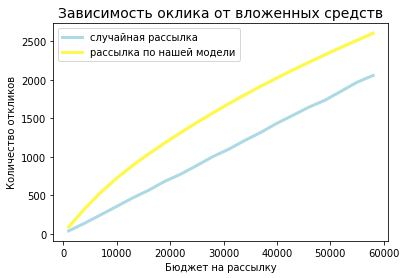 Зависимость оклика от вложенных средств
случайная рассылка
рассылка по нашей модели
Количество откликов
2500
2000
1500
1000
500
0
0 10000 20000 30000 40000 50000 60000
Бюджет на рассылку